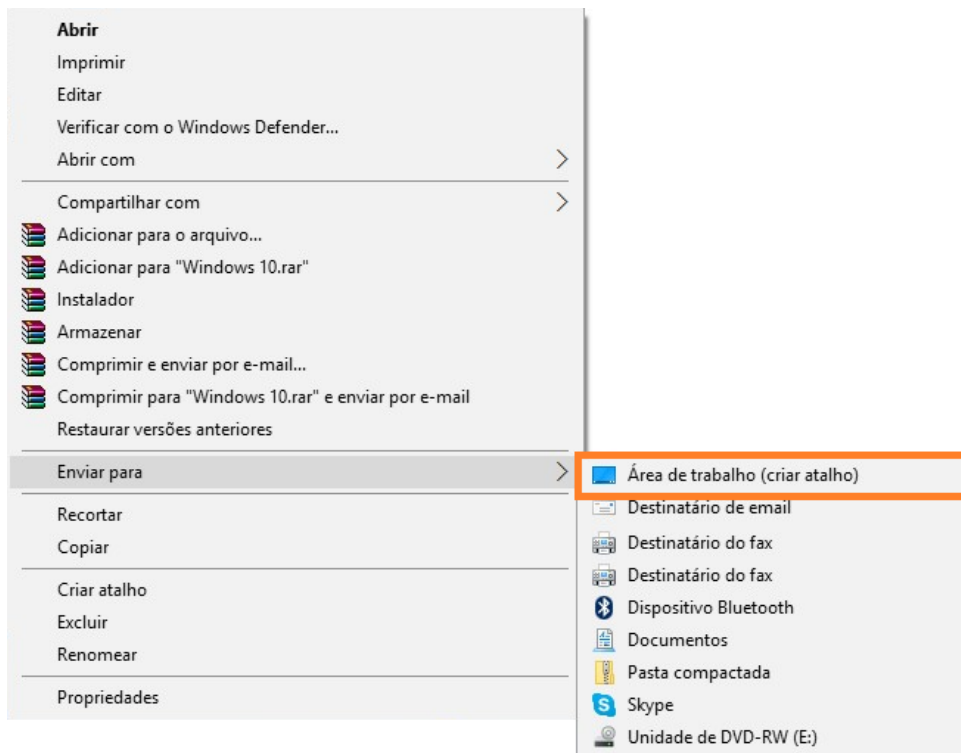 Abrir
Imprimir
Editar
Verificar com o Windows Defender...
Abrir com
Compartilhar com
Adicionar para o arquivo...
Adicionar para "Windows 10.rar"
Instalador
Armazenar
Comprimir e enviar por e-mail...
Comprimir para "Windows 10.rar" e enviar por e-mail
Restaurar versões anteriores
Enviar para
Recortar
Copiar
Criar atalho
Excluir
Renomear
Propriedades
Área de trabalho (criar atalho)
Destinatário de email
Destinatário do fax
Destinatário do fax
Dispositivo Bluetooth
Documentos
Pasta compactada
Skype
Unidade de DVD-RW (E:)